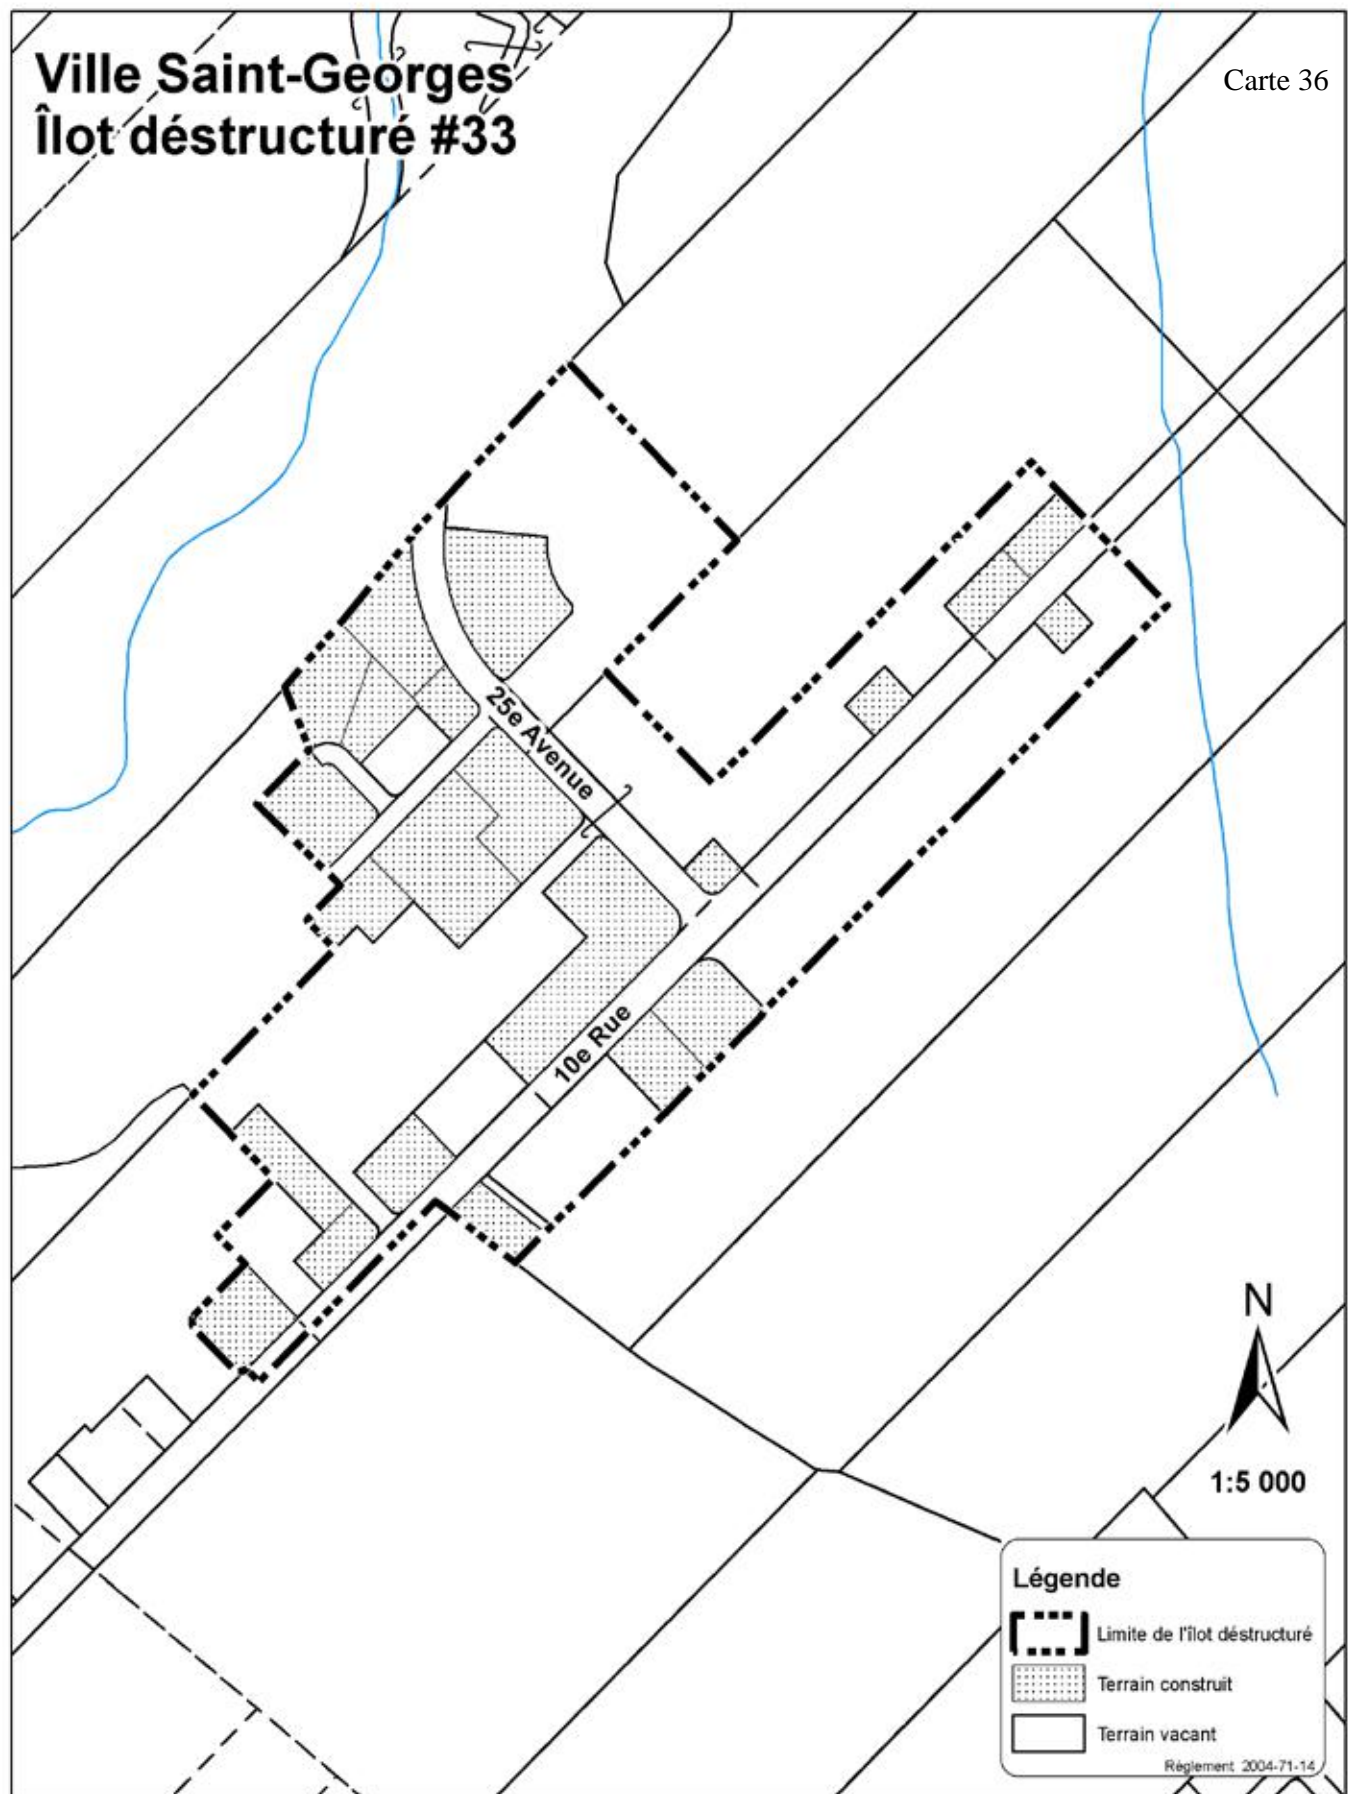 Ville Saint-Georges
Îlot déstructuré #33
Carte 36
25e Avenue
10e Rue
N
1:5 000
Légende
Limite de l'îlot déstructuré
Terrain construit
Terrain vacant
Règlement 2004-71-14